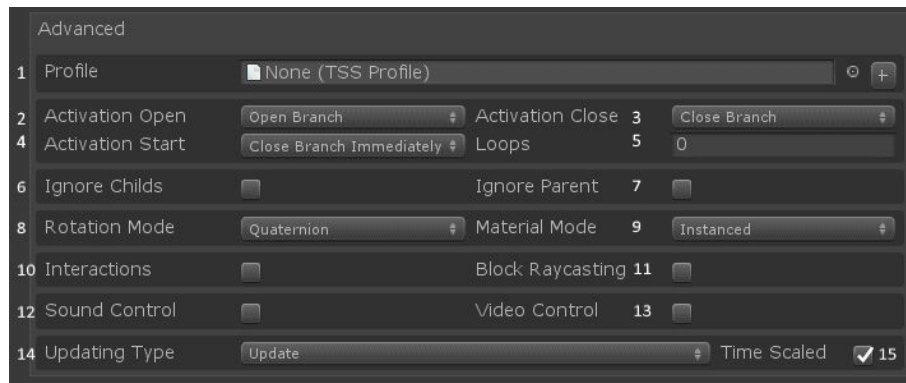 Advanced
1 Profile None (TSS Profile) +
2 Activation Open Open Branch Activation Close 3 Close Branch
4 Activation Start Close Branch Immediately Loops 5 0
6 Ignore Childs Ignore Parent 7
8 Rotation Mode Quaternion Material Mode 9 Instanced
10 Interactions Block Raycasting 11
12 Sound Control Video Control 13
14 Updating Type Update Time Scaled 15